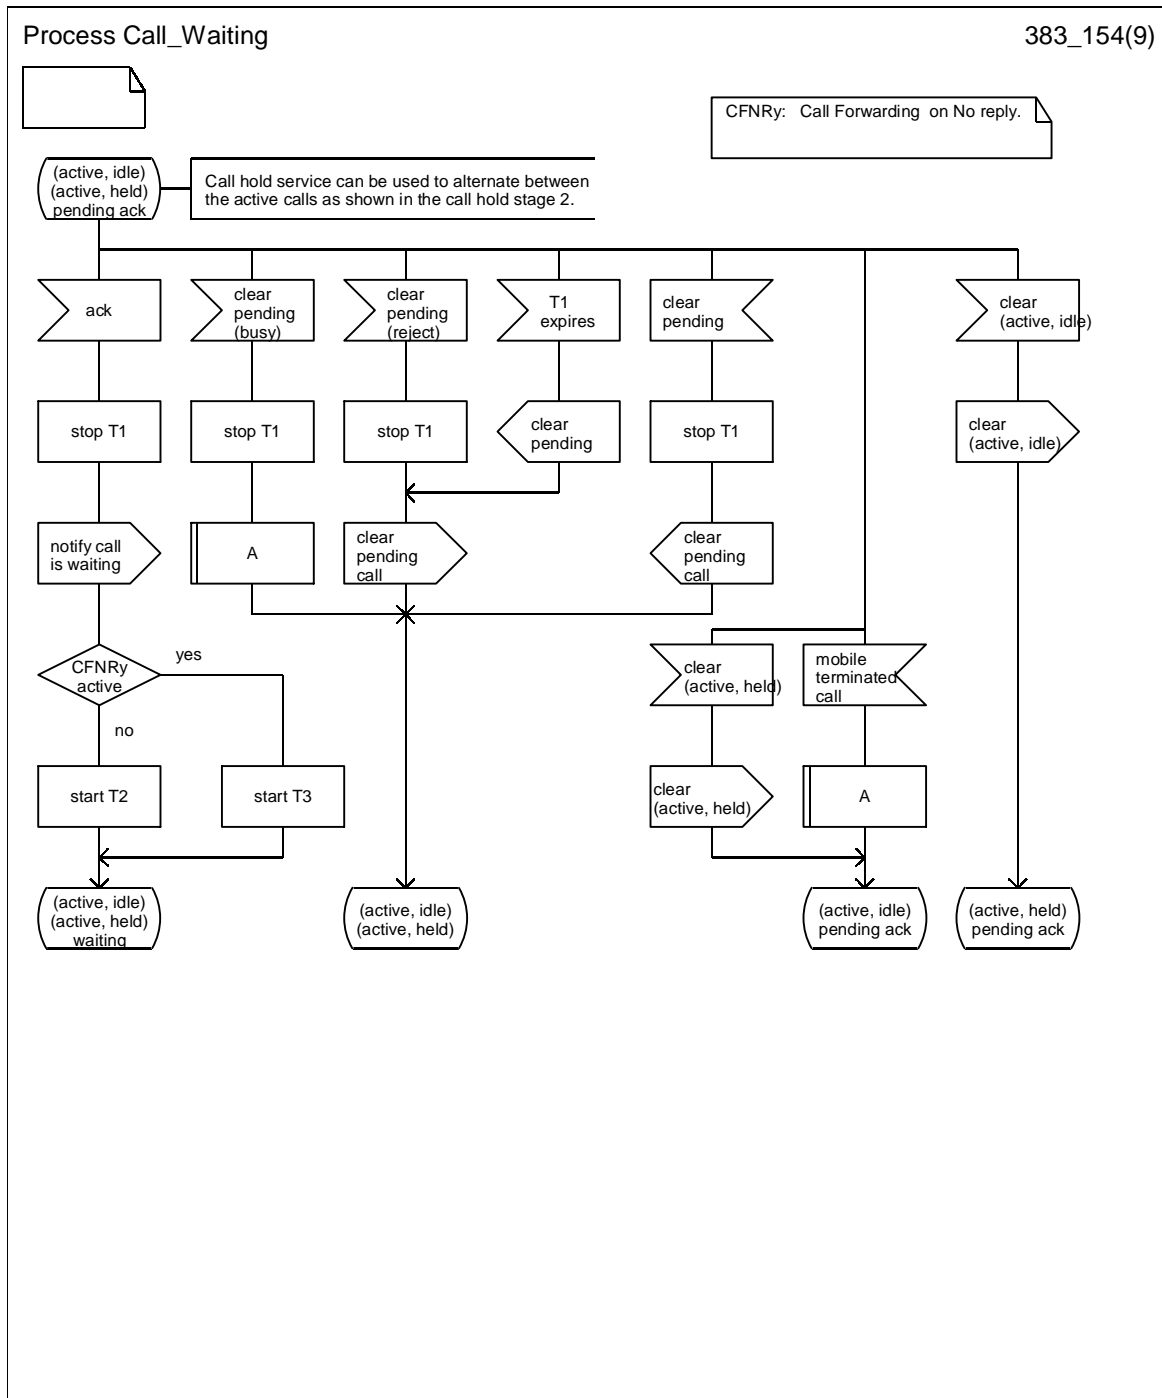 Process Call_Waiting
383_154(9)
CFNRy: Call Forwarding on No reply.
(active, idle)
(active, held)
pending ack
Call hold service can be used to alternate between
the active calls as shown in the call hold stage 2.
ack
clear
pending
(busy)
clear
pending
(reject)
T1
expires
clear
pending
clear
(active, idle)
stop T1
stop T1
stop T1
clear
pending
stop T1
clear
(active, idle)
notify call
is waiting
A
clear
pending
call
clear
pending
call
CFNRy
active
yes
no
clear
(active, held)
mobile
terminated
call
start T2
start T3
clear
(active, held)
A
(active, idle)
(active, held)
waiting
(active, idle)
(active, held)
(active, idle)
pending ack
(active, held)
pending ack